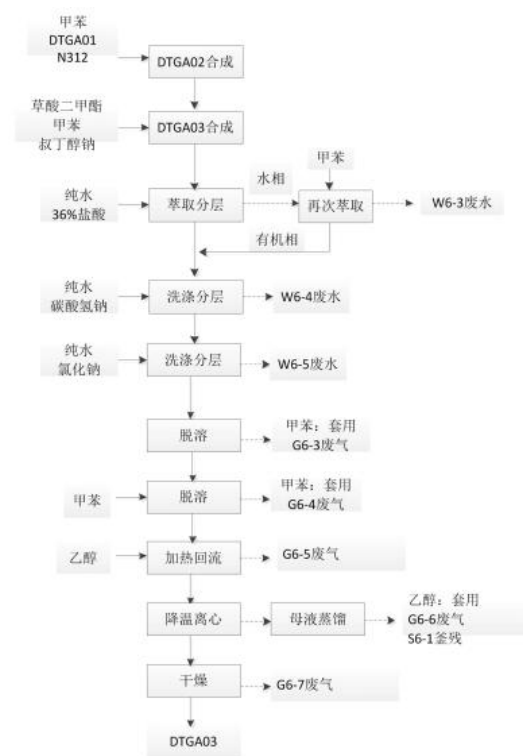 甲苯
DTGA01
N312
DTGA02合成
草酸二甲酯
甲苯
叔丁醇钠
DTGA03合成
甲苯
水相
纯水
36%盐酸
萃取分层
再次萃取
W6-3废水
有机相
纯水
碳酸氢钠
洗涤分层
W6-4废水
纯水
氯化钠
洗涤分层
W6-5废水
脱溶
甲苯：套用
G6-3废气
甲苯
脱溶
甲苯：套用
G6-4废气
乙醇
加热回流
G6-5废气
降温离心
母液蒸馏
乙醇：套用
G6-6废气
S6-1釜残
干燥
G6-7废气
DTGA03